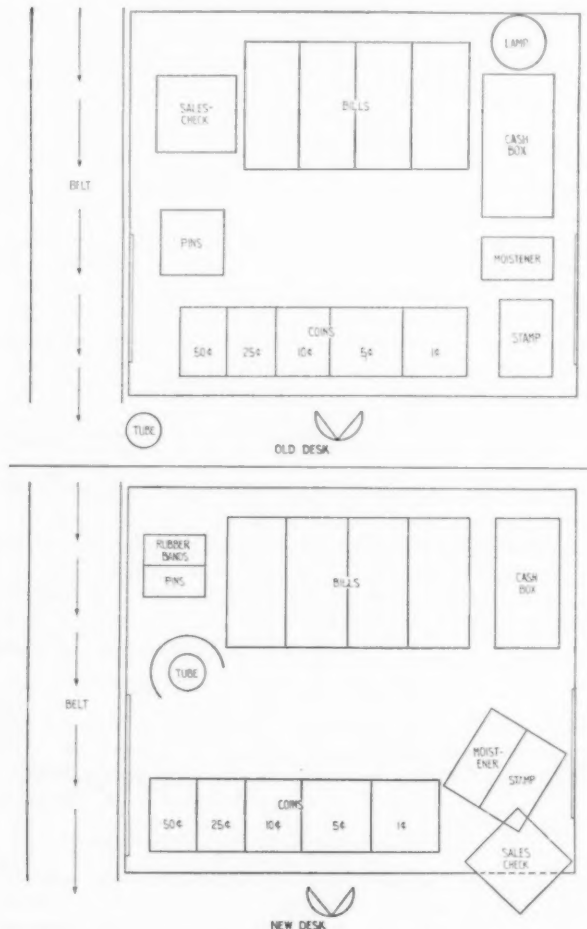 LAMP
SALES-
CHECK
BILLS
CASH
BOX
BELT
PINS
MOISTENER
COINS
50¢ 25¢ 10¢ 5¢ 1¢
STAMP
TUBE
OLD DESK
RUBBER
BANDS
PINS
BILLS
CASH
BOX
TUBE
BELT
MOIST-
ENER
STAMP
COINS
50¢ 25¢ 10¢ 5¢ 1¢
SALES
CHECK
NEW DESK